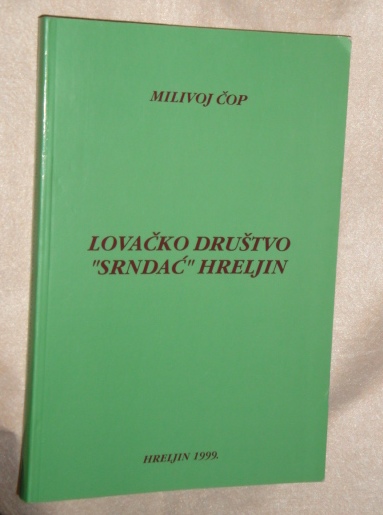 MILIVOJ ČOP
LOVAČKO DRUŠTVO
"SRNDAĆ" HRELJIN
HRELJIN 1999.